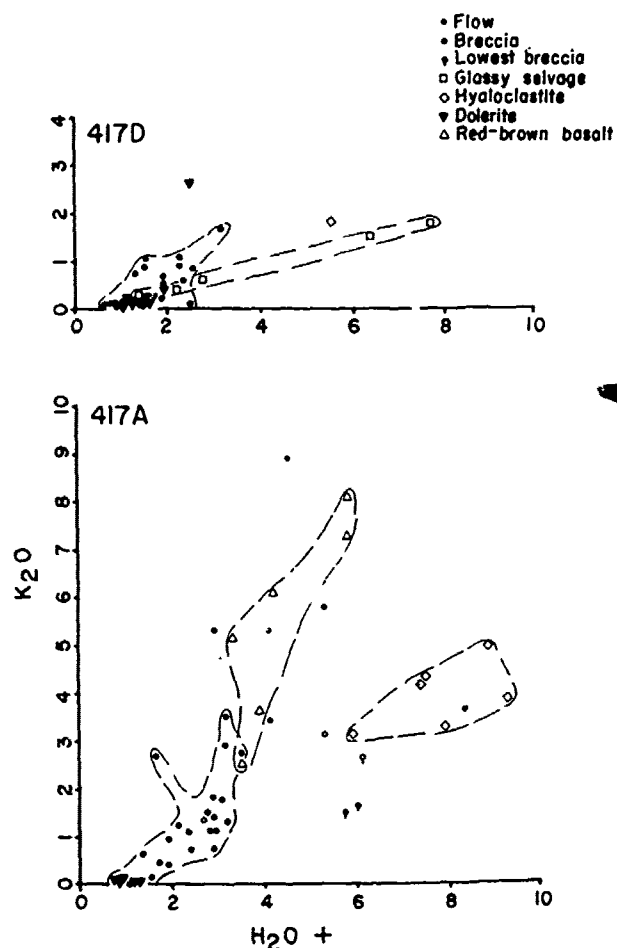 Flow
Breccia
Lowest breccia
Glassy selvage
Hyaloclastite
Dolerite
Red-brown basalt
417D
4
3
2
1
0
0 2 4 6 8 10
417A
10
9
8
7
6
5
4
3
2
1
0
K2O
0 2 4 6 8 10
H2O +